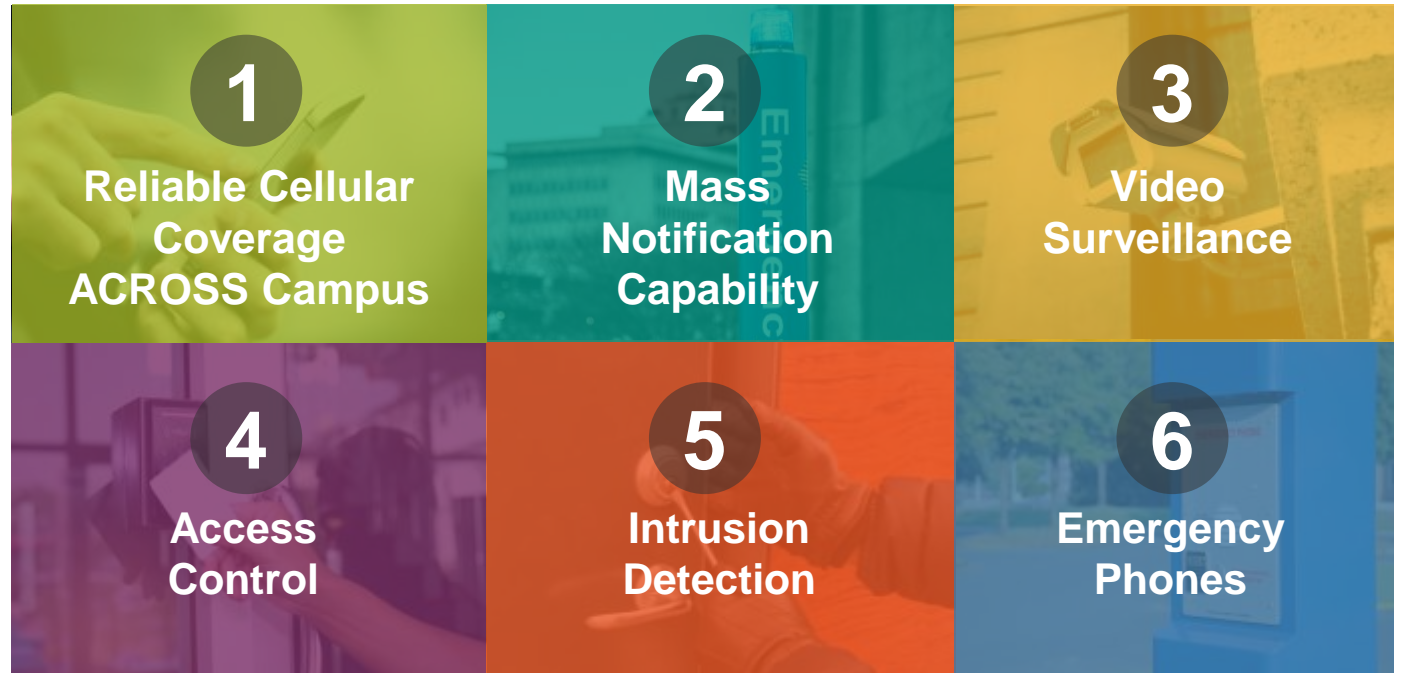 1
Reliable Cellular
Coverage
ACROSS Campus
2
Mass
Notification
Capability
Emergenc
3
Video
Surveillance
4
Access
Control
5
Intrusion
Detection
6
Emergency
Phones